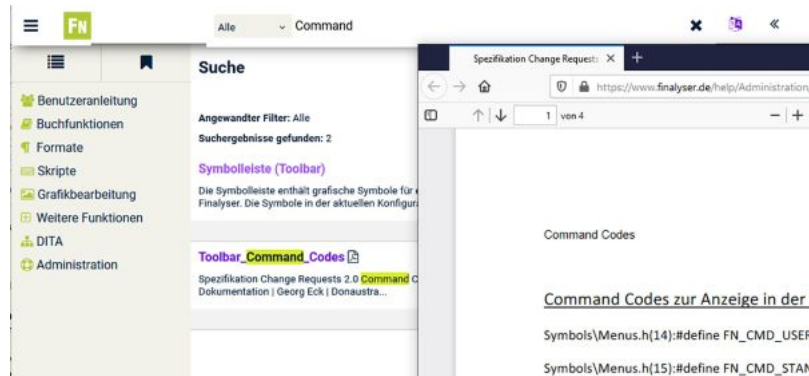 FN
Alle
Command
Benutzeranleitung
Buchfunktionen
Formate
Skripte
Grafikbearbeitung
Weitere Funktionen
DITA
Administration
Suche
Angewandter Filter: Alle
Suchergebnisse gefunden: 2
Symbolleiste (Toolbar)
Die Symbolleiste enthält grafische Symbole für
Finalyser. Die Symbole in der aktuellen
Toolbar_Command_Codes
Spezifikation Change Requests 2.0 Command C
Dokumentation | Georg Eck | Donaustra...
Spezifikation Change Requests
https://www.finalyser.de/help/Administration/
1 von 4
Command Codes
Command Codes zur Anzeige in der
Symbols\Menus.h(14):#define FN_CMD_USER
Symbols\Menus.h(15):#define FN_CMD_STAN